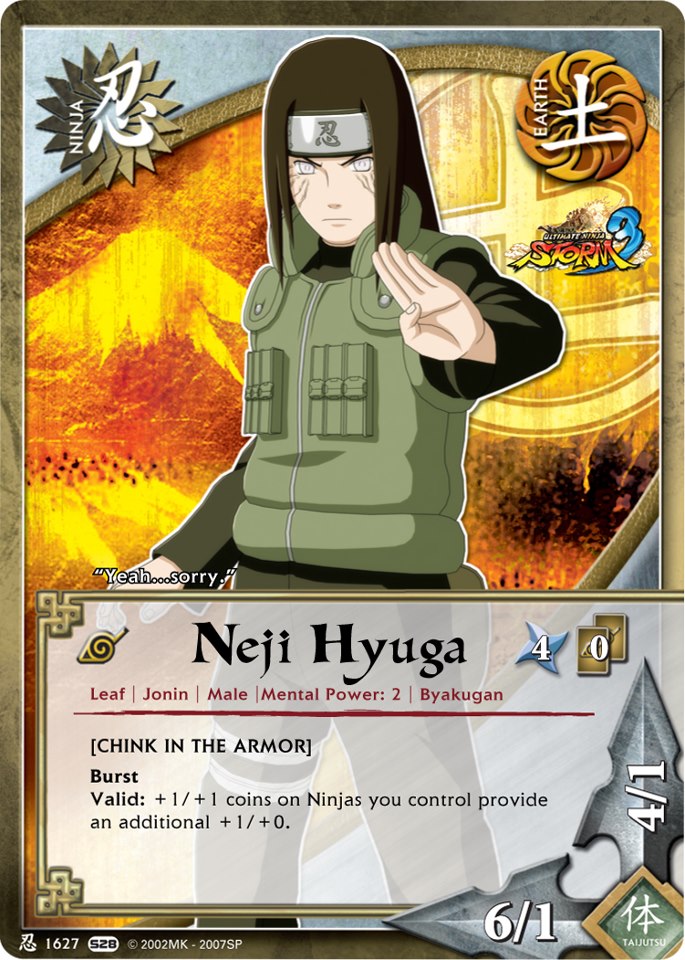 忍
NINJA
EARTH
土
忍
ULTIMATE NINJA
STORM 3
"Yeah...sorry."
Neji Hyuga
4
0
Leaf | Jonin | Male |Mental Power: 2 | Byakugan
[CHINK IN THE ARMOR]
Burst
Valid: +1/+1 coins on Ninjas you control provide
an additional +1/+0.
4/1
6/1
体
TAIJUTSU
忍 1627 S28 © 2002MK - 2007SP